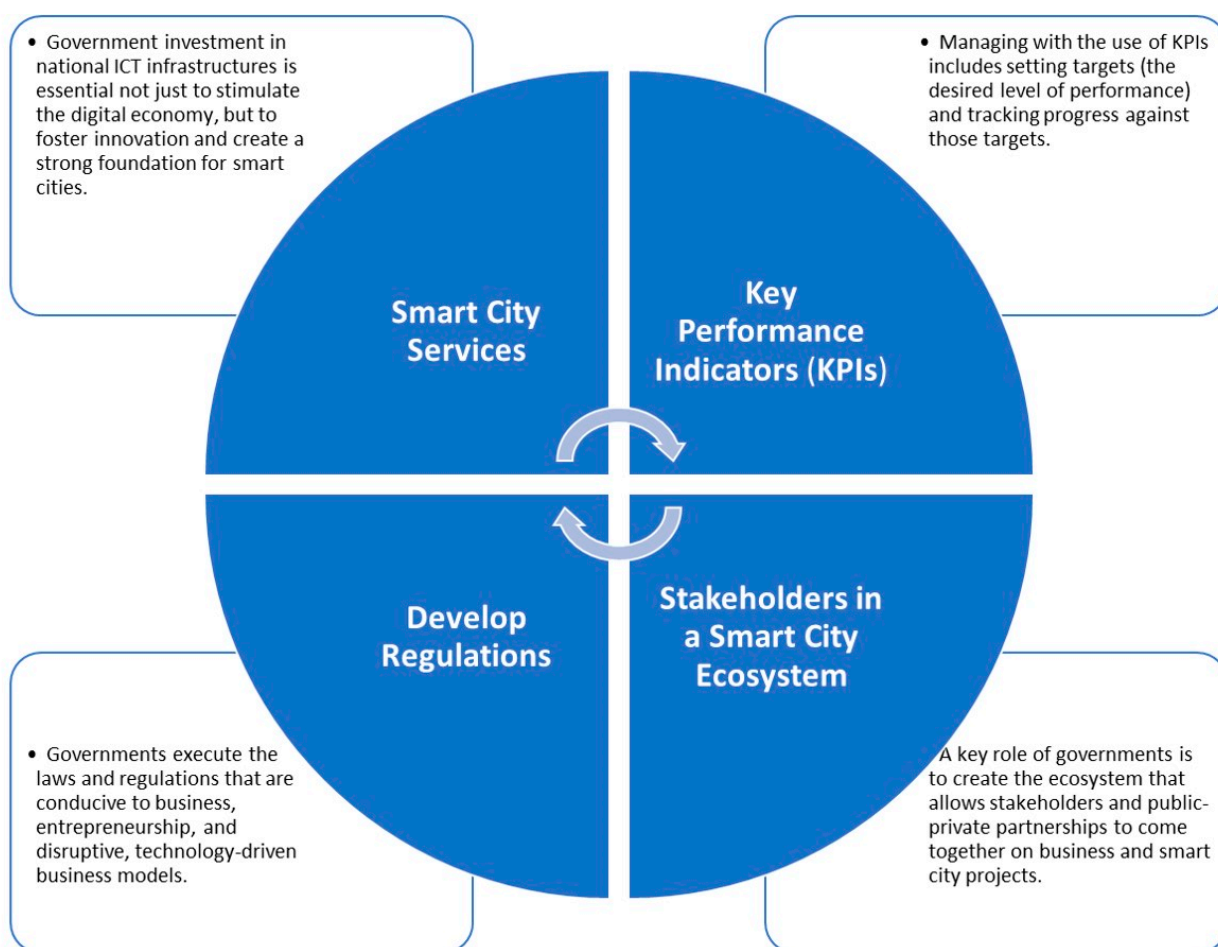 • Government investment in
national ICT infrastructures is
essential not just to stimulate
the digital economy, but to
foster innovation and create a
strong foundation for smart
cities.
• Managing with the use of KPIs
includes setting targets (the
desired level of performance)
and tracking progress against
those targets.
Smart City
Services
Key
Performance
Indicators (KPIs)
Develop
Regulations
Stakeholders in
a Smart City
Ecosystem
• Governments execute the
laws and regulations that are
conducive to business,
entrepreneurship, and
disruptive, technology-driven
business models.
A key role of governments is
to create the ecosystem that
allows stakeholders and public-
private partnerships to come
together on business and smart
city projects.